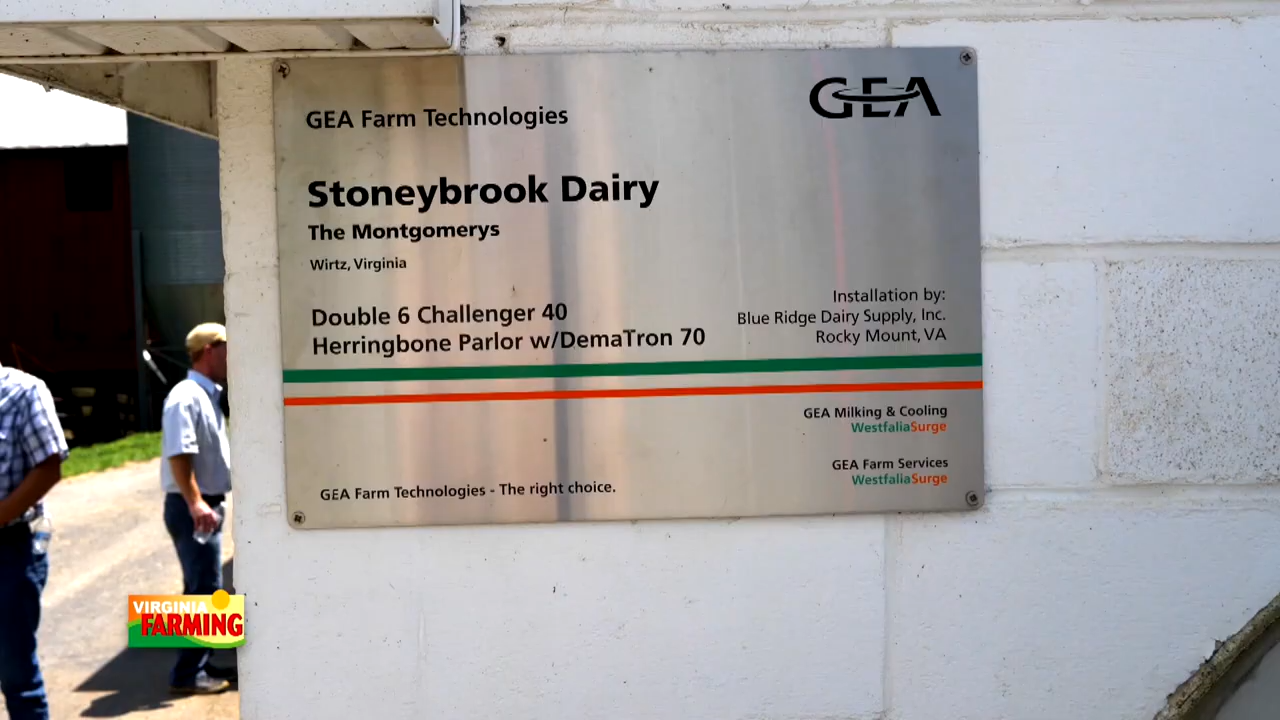 GEA Farm Technologies
GEA
Stoneybrook Dairy
The Montgomerys
Wirtz, Virginia
Double 6 Challenger 40
Herringbone Parlor w/DemaTron 70
Installation by:
Blue Ridge Dairy Supply, Inc.
Rocky Mount, VA
GEA Milking & Cooling
WestfaliaSurge
GEA Farm Services
WestfaliaSurge
GEA Farm Technologies - The right choice.
VIRGINIA
FARMING